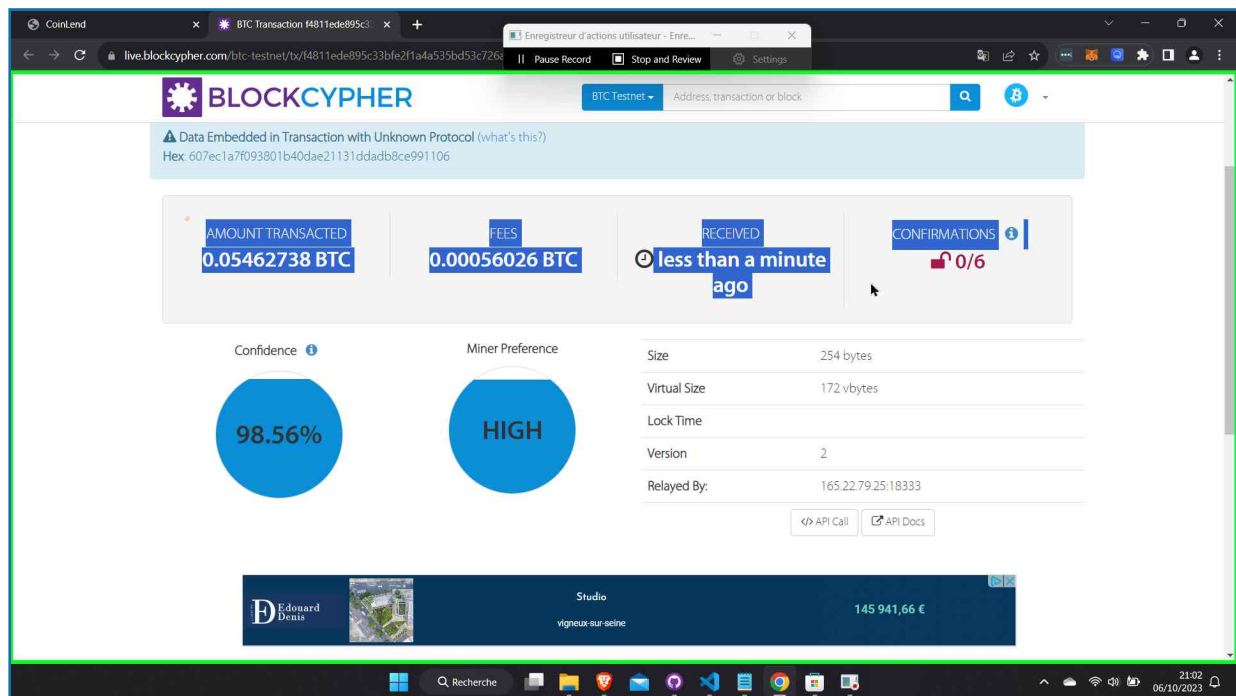 CoinLend
BTC Transaction f4811ede895c3
Enregistreur d'actions utilisateur - Enre...
live.blockcypher.com/btc-testnet/tx/f4811ede895c33bfe2f1a4a535bd53c726a
Pause Record
Stop and Review
Settings
BLOCKCYPHER
BTC Testnet
Address, transaction or block
Data Embedded in Transaction with Unknown Protocol (what's this?)
Hex: 607ec1a7f093801b40dae21131ddadb8ce991106
AMOUNT TRANSACTED
0.05462738 BTC
FEES
0.00056026 BTC
RECEIVED
less than a minute
ago
CONFIRMATIONS
0/6
Confidence
98.56%
Miner Preference
HIGH
Size 254 bytes
Virtual Size 172 vbytes
Lock Time
Version 2
Relayed By: 165.22.79.25:18333
</> API Call
API Docs
Edouard
Denis
Studio
vigneux-sur-seine
145 941,66 €
Recherche
21:02
06/10/2023